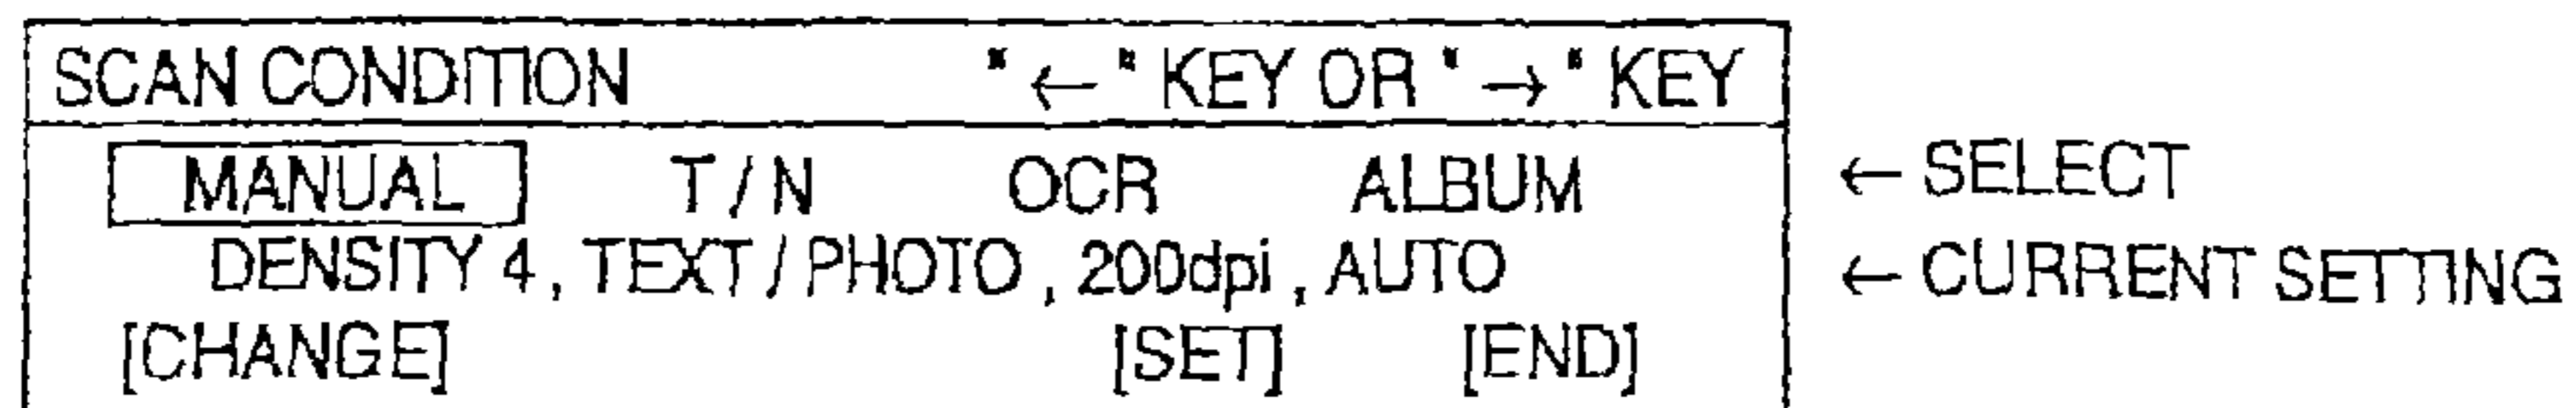 SCAN CONDITION "←" KEY OR "→" KEY
MANUAL T/N OCR ALBUM ← SELECT
DENSITY 4, TEXT/PHOTO, 200dpi, AUTO ← CURRENT SETTING
[CHANGE] [SET] [END]